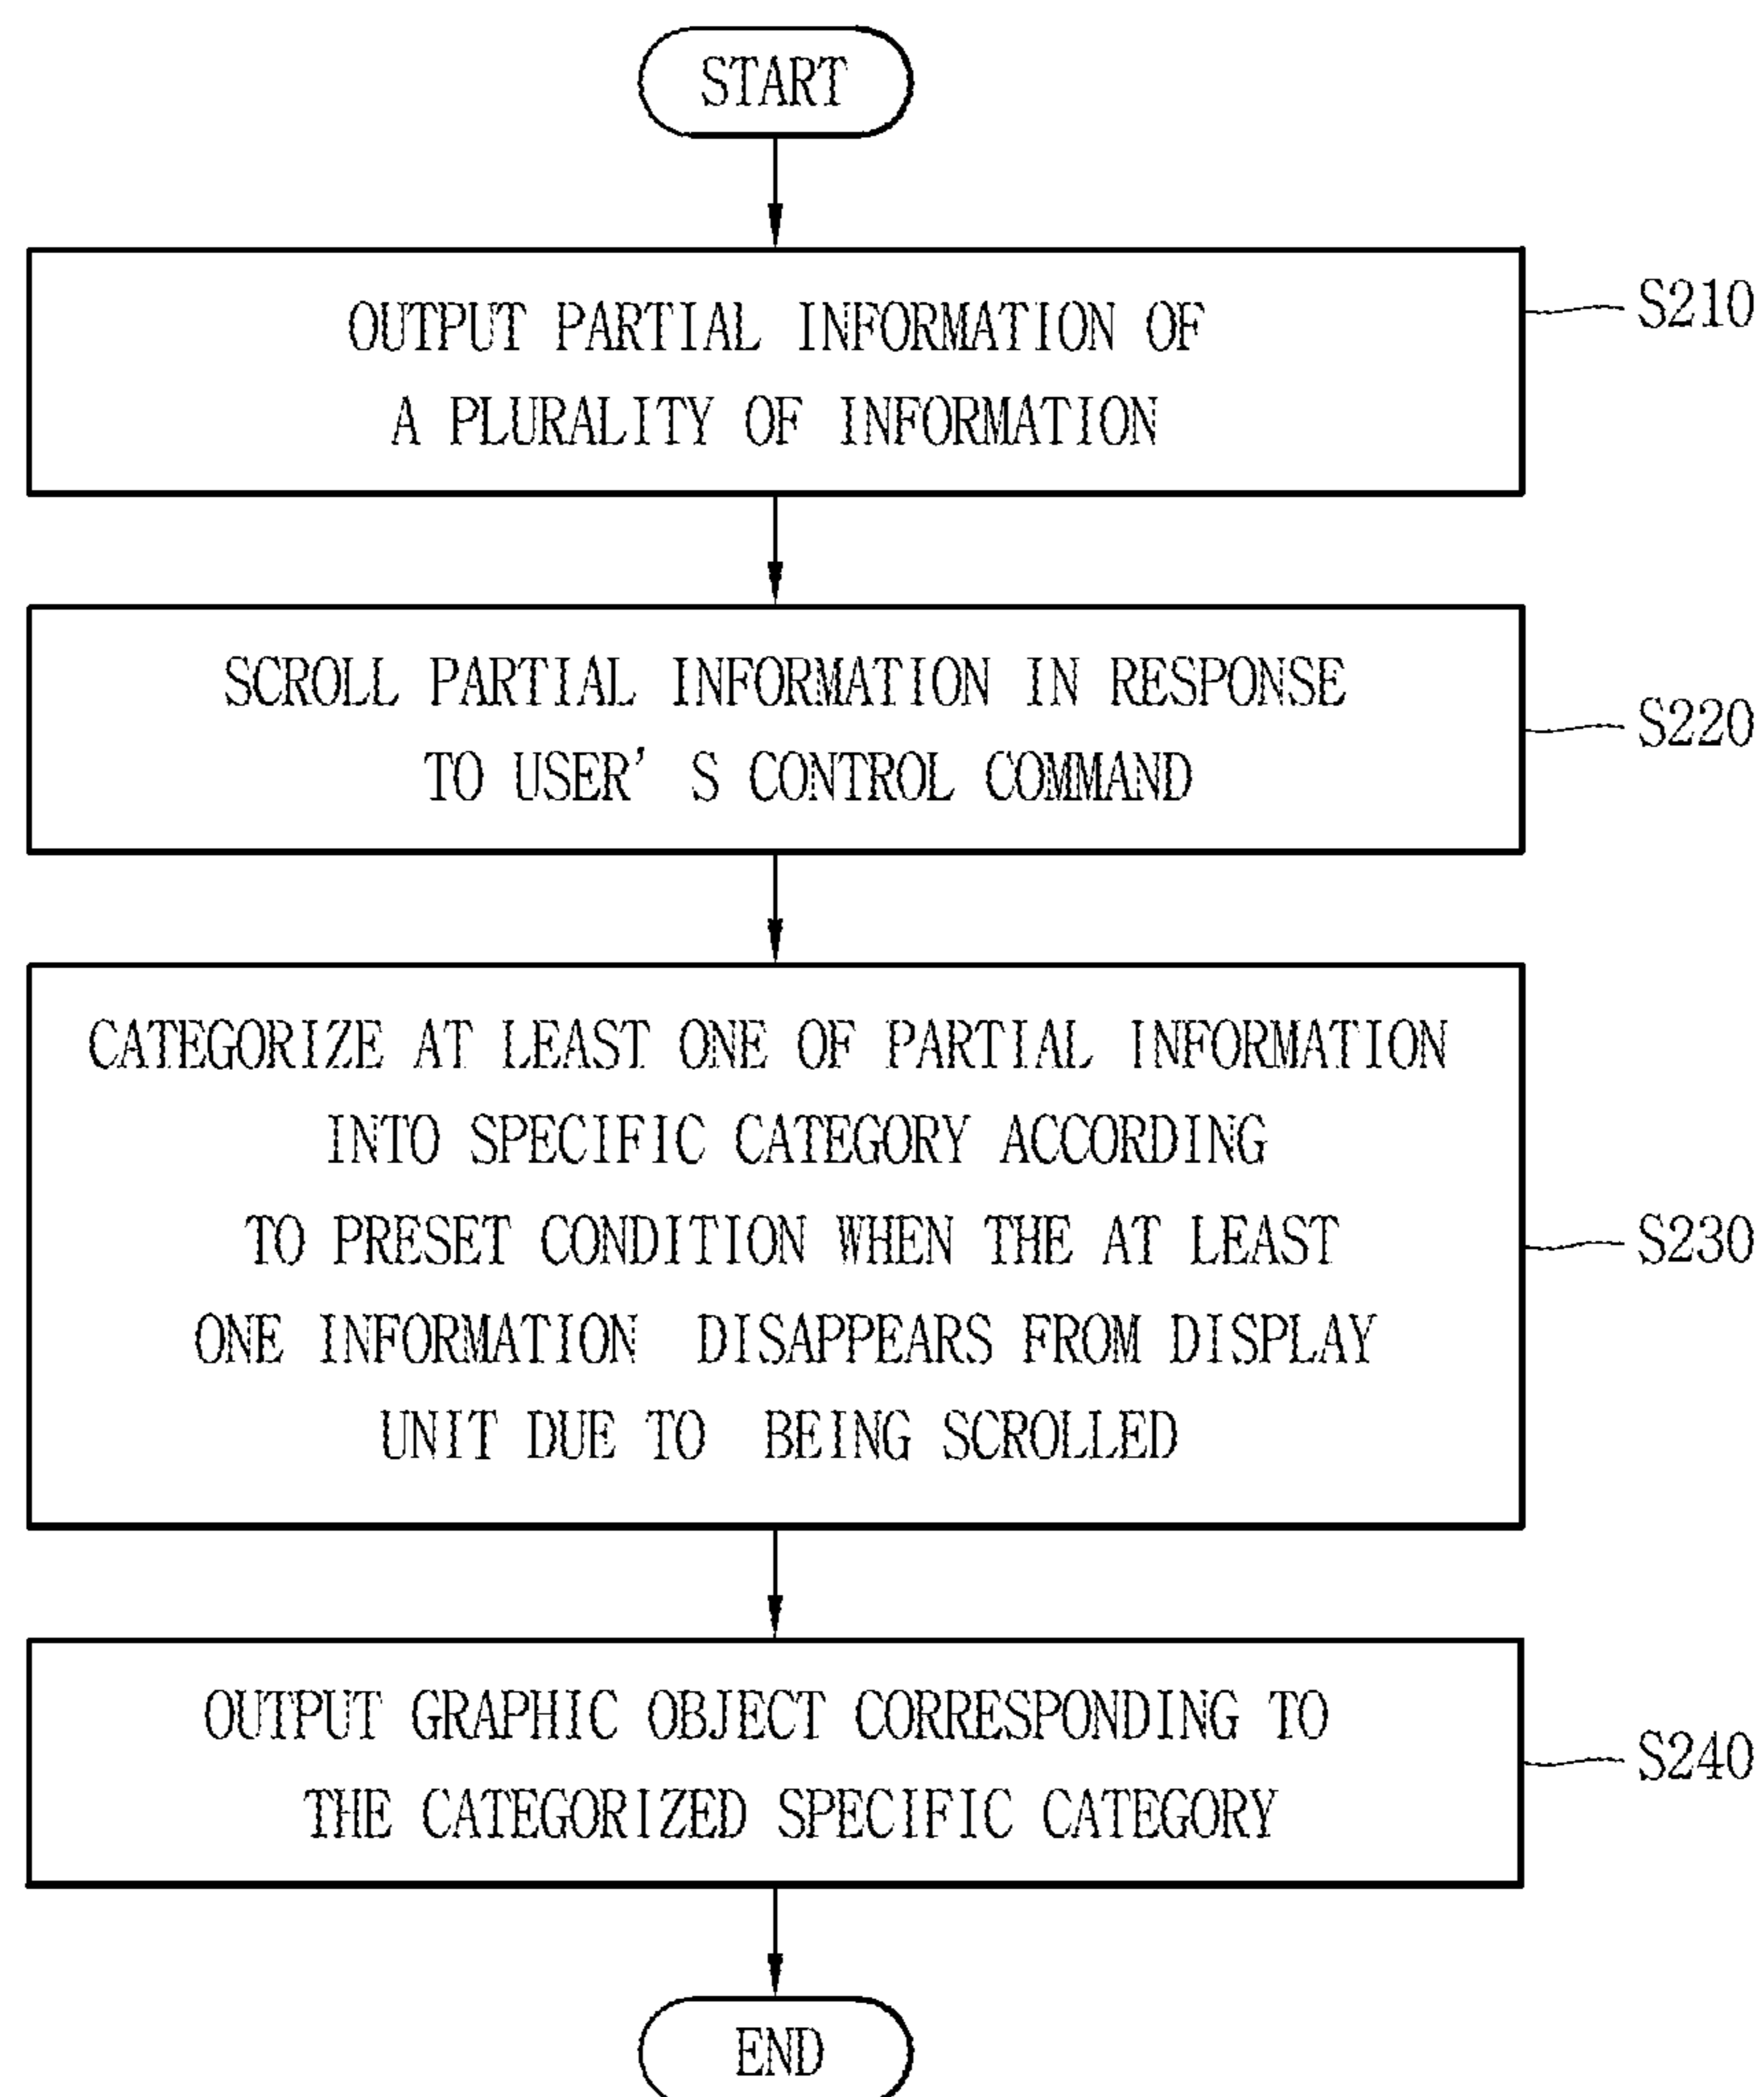 START
OUTPUT PARTIAL INFORMATION OF
A PLURALITY OF INFORMATION
S210
SCROLL PARTIAL INFORMATION IN RESPONSE
TO USER' S CONTROL COMMAND
S220
CATEGORIZE AT LEAST ONE OF PARTIAL INFORMATION
INTO SPECIFIC CATEGORY ACCORDING
TO PRESET CONDITION WHEN THE AT LEAST
ONE INFORMATION DISAPPEARS FROM DISPLAY
UNIT DUE TO BEING SCROLLED
S230
OUTPUT GRAPHIC OBJECT CORRESPONDING TO
THE CATEGORIZED SPECIFIC CATEGORY
S240
END